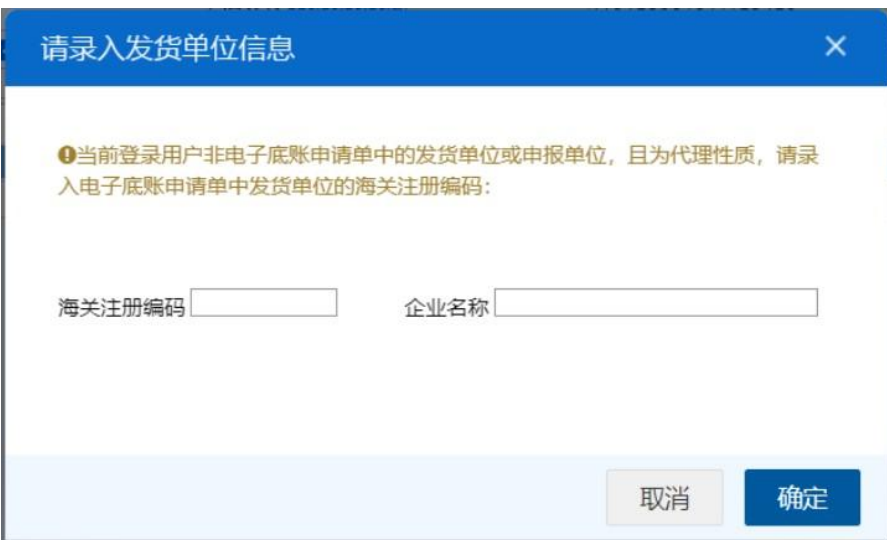 请录入发货单位信息
❶当前登录用户非电子底账申请单中的发货单位或申报单位，且为代理性质，请录
入电子底账申请单中发货单位的海关注册编码：
海关注册编码 企业名称
取消 确定